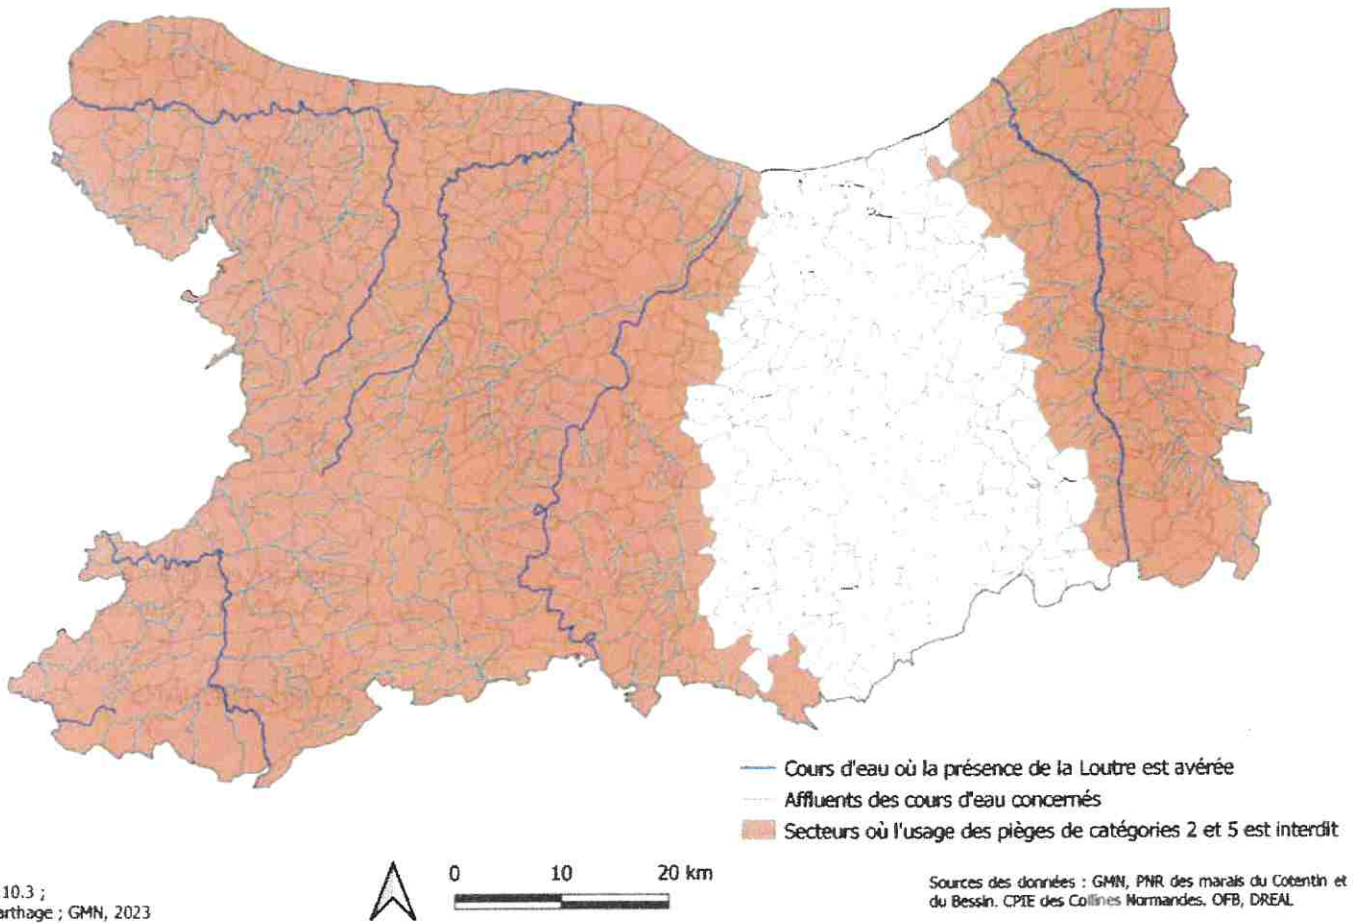 Cours d'eau où la présence de la Loutre est avérée
Affluents des cours d'eau concernés
Secteurs où l'usage des pièges de catégories 2 et 5 est interdit
0 10 20 km
10.3 ;
arthage ; GMN, 2023
Sources des données : GMN, PNR des marais du Cotentin et
du Bessin. CPIE des Collines Normandes, OFB, DREAL